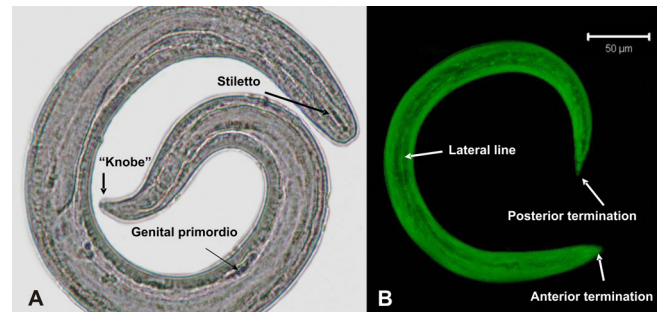 Stiletto
"Knobe"
Genital primordio
A
50 µm
Lateral line
Posterior termination
Anterior termination
B